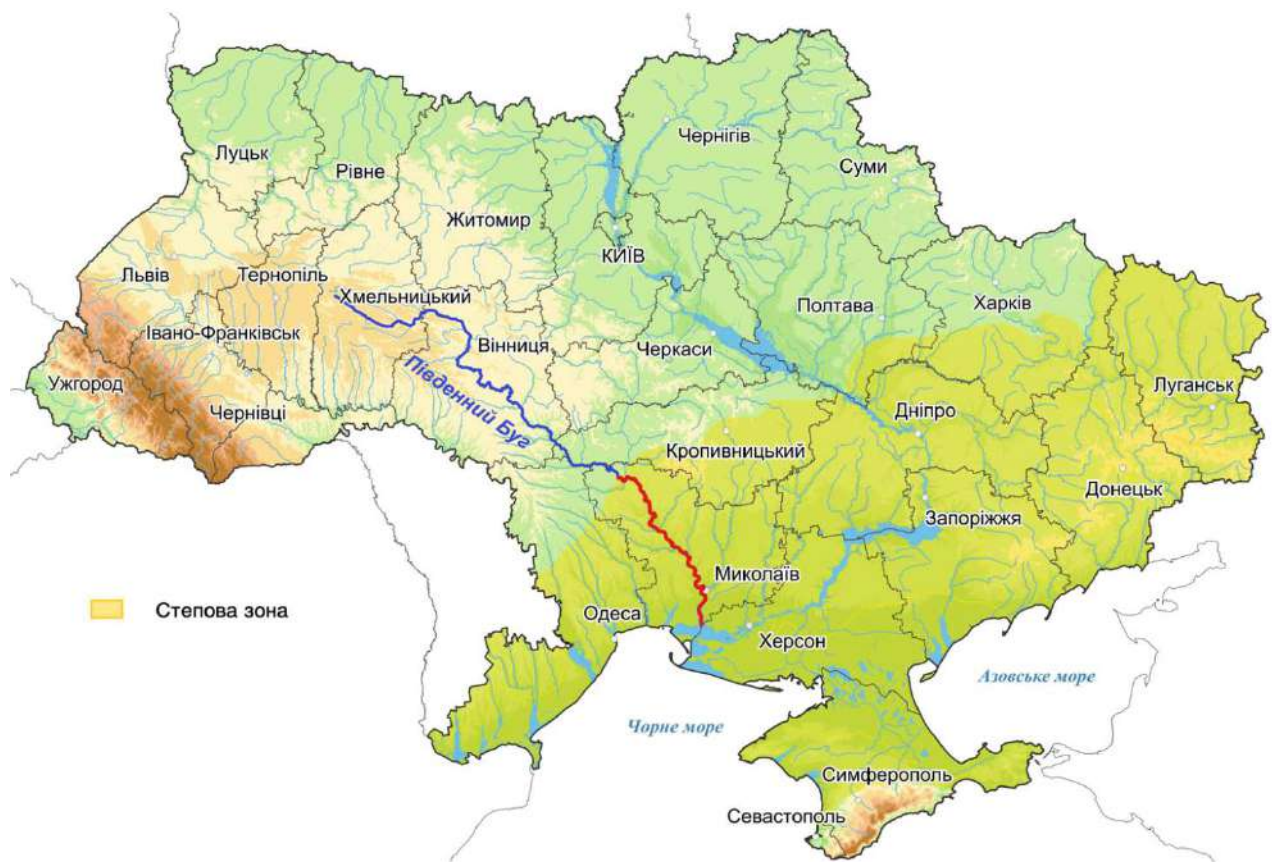 Чернігів
Луцьк
Рівне
Суми
Житомир
КИЇВ
Львів
Тернопіль
Хмельницький
Полтава
Харків
Івано-Франківськ
Вінниця
Черкаси
Ужгород
Південний Буг
Луганськ
Чернівці
Дніпро
Кропивницький
Донецьк
Запоріжжя
Миколаїв
Степова зона
Одеса
Херсон
Азовське море
Чорне море
Симферополь
Севастополь